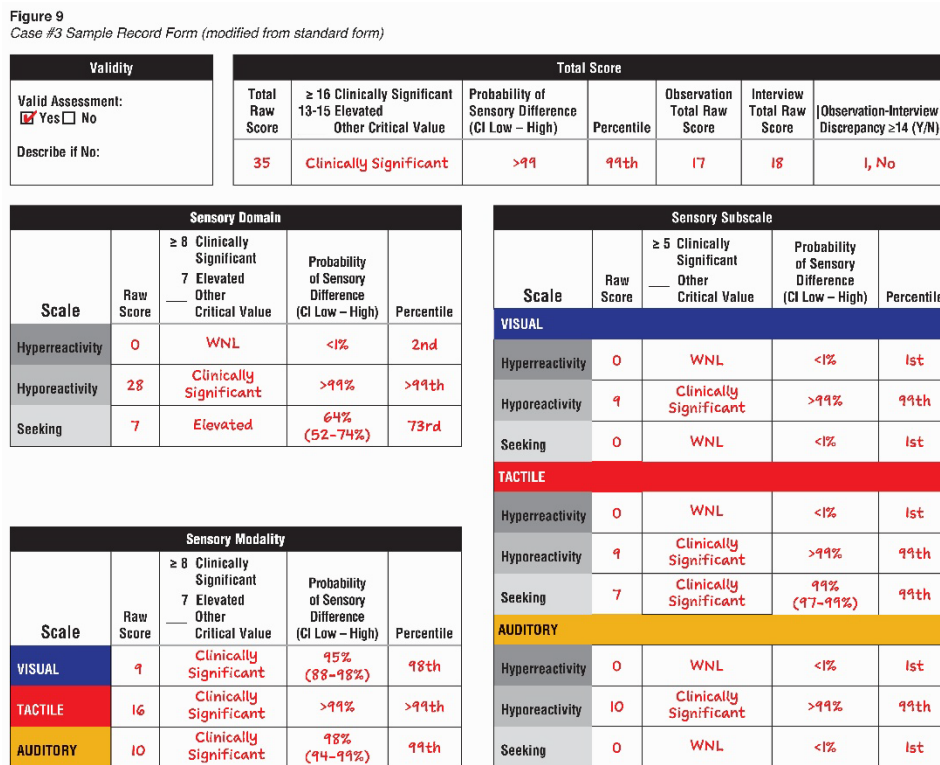 Figure 9
Case #3 Sample Record Form (modified from standard form)
Validity
Valid Assessment:
Yes No
Describe if No:
Total Score
Total Raw Score
≥ 16 Clinically Significant
13-15 Elevated
Other Critical Value
Probability of Sensory Difference (CI Low – High)
Percentile
Observation Total Raw Score
Interview Total Raw Score
|Observation-Interview Discrepancy ≥14 (Y/N)
35 Clinically Significant >99 99th 17 18 1, No
Sensory Domain
Scale
Raw Score
≥ 8 Clinically Significant
7 Elevated
___ Other Critical Value
Probability of Sensory Difference (CI Low – High)
Percentile
Hyperreactivity 0 WNL <1% 2nd
Hyporeactivity 28 Clinically Significant >99% >99th
Seeking 7 Elevated 64% (52-74%) 73rd
Sensory Modality
Scale
Raw Score
≥ 8 Clinically Significant
7 Elevated
___ Other Critical Value
Probability of Sensory Difference (CI Low – High)
Percentile
VISUAL 9 Clinically Significant 95% (88-98%) 98th
TACTILE 16 Clinically Significant >99% >99th
AUDITORY 10 Clinically Significant 98% (94-99%) 99th
Sensory Subscale
Scale
Raw Score
≥ 5 Clinically Significant
___ Other Critical Value
Probability of Sensory Difference (CI Low – High)
Percentile
VISUAL
Hyperreactivity 0 WNL <1% 1st
Hyporeactivity 9 Clinically Significant >99% 99th
Seeking 0 WNL <1% 1st
TACTILE
Hyperreactivity 0 WNL <1% 1st
Hyporeactivity 9 Clinically Significant >99% 99th
Seeking 7 Clinically Significant 99% (97-99%) 99th
AUDITORY
Hyperreactivity 0 WNL <1% 1st
Hyporeactivity 10 Clinically Significant >99% 99th
Seeking 0 WNL <1% 1st